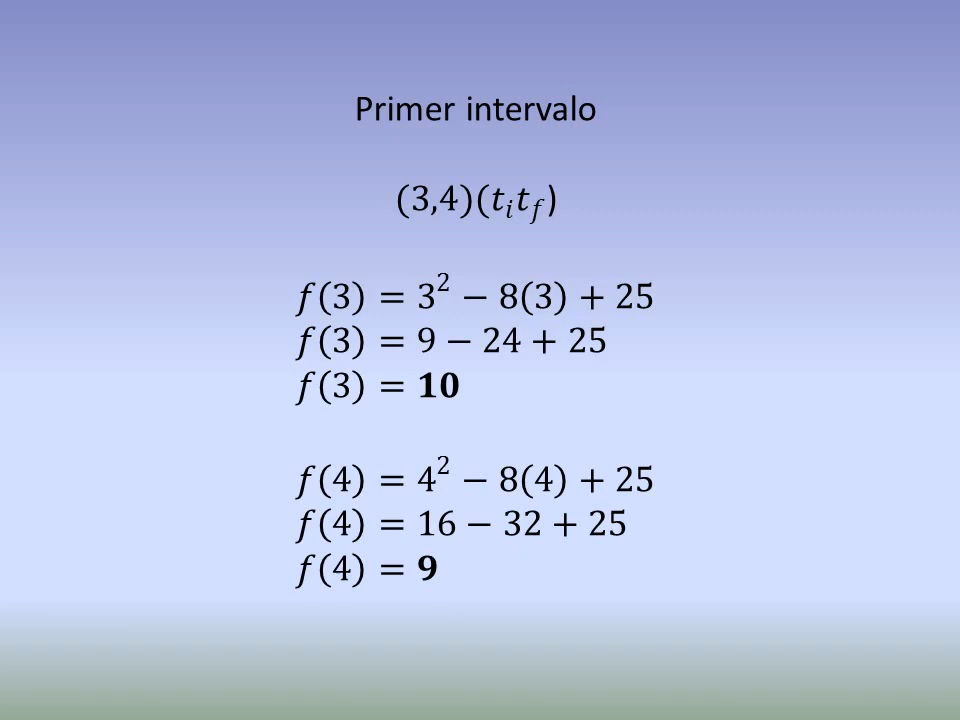 Primer intervalo
(3,4)(𝑡ᵢ𝑡_f)
𝑓(3) = 3² − 8(3) + 25
𝑓(3) = 9 − 24 + 25
𝑓(3) = 10
𝑓(4) = 4² − 8(4) + 25
𝑓(4) = 16 − 32 + 25
𝑓(4) = 9